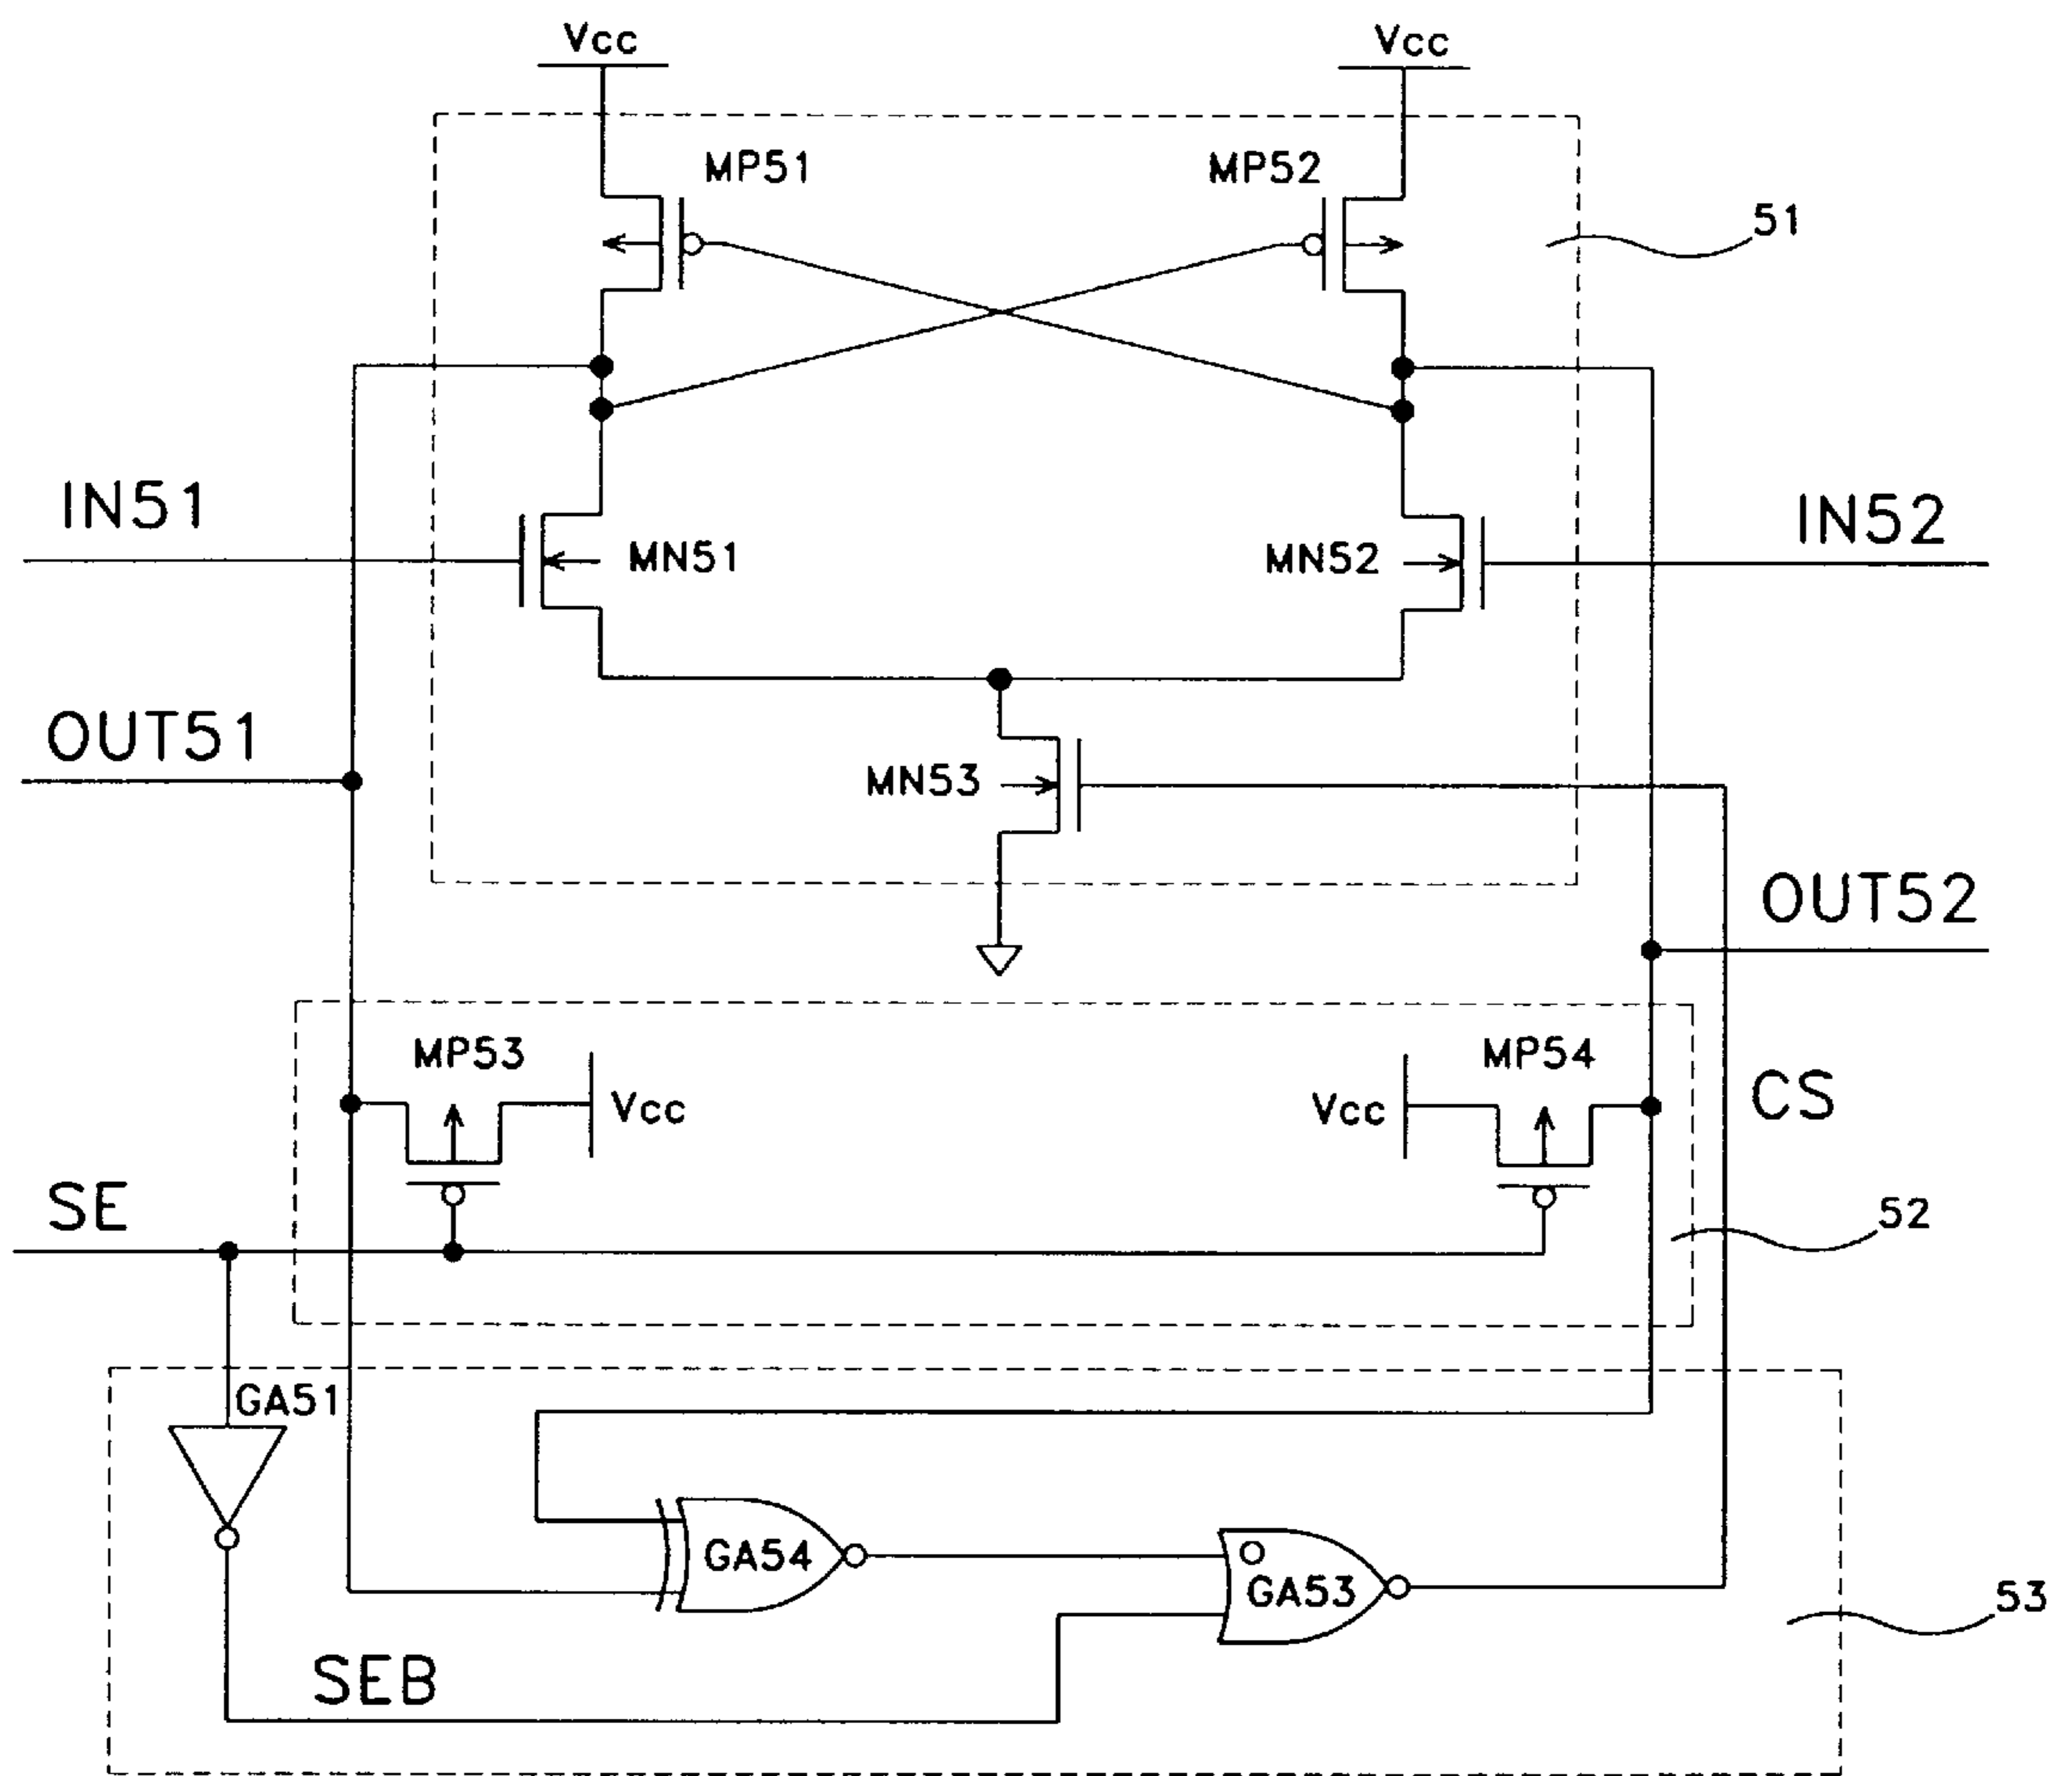 Vcc
Vcc
MP51
MP52
51
IN51
MN51
MN52
IN52
OUT51
MN53
OUT52
MP53
MP54
Vcc
Vcc
CS
SE
52
GA51
GA54
GA53
53
SEB